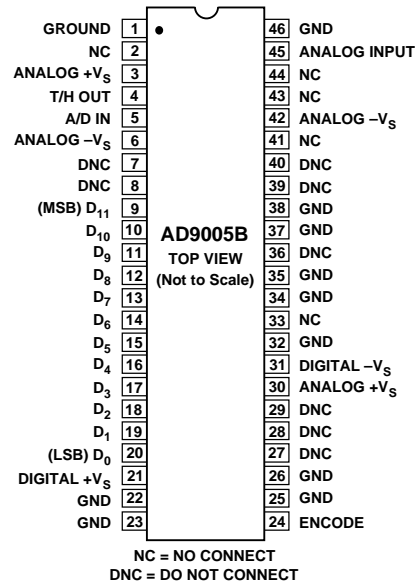 GROUND 1 46 GND
NC 2 45 ANALOG INPUT
ANALOG +VS 3 44 NC
T/H OUT 4 43 NC
A/D IN 5 42 ANALOG –VS
ANALOG –VS 6 41 NC
DNC 7 40 DNC
DNC 8 39 DNC
(MSB) D11 9 38 GND
D10 10 37 GND
D9 11 AD9005B 36 DNC
D8 12 TOP VIEW 35 GND
D7 13 (Not to Scale) 34 GND
D6 14 33 NC
D5 15 32 GND
D4 16 31 DIGITAL –VS
D3 17 30 ANALOG +VS
D2 18 29 DNC
D1 19 28 DNC
(LSB) D0 20 27 DNC
DIGITAL +VS 21 26 GND
GND 22 25 GND
GND 23 24 ENCODE
NC = NO CONNECT
DNC = DO NOT CONNECT